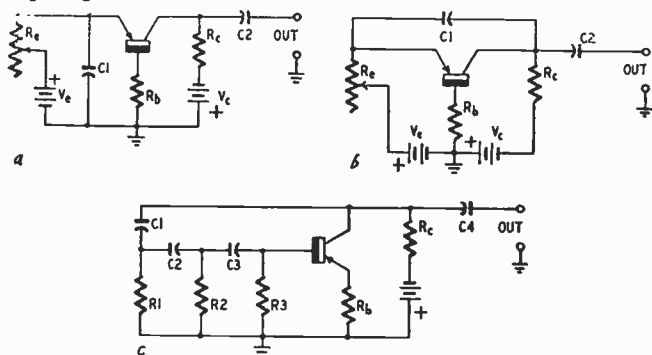 Re
C1
+
Ve
Rb
Rc
Vc
+
C2
OUT
a
C1
Re
Rb
Ve
+
+
Vc
Rc
C2
OUT
b
C1
C2
C3
R1
R2
R3
Rb
Rc
+
C4
OUT
c